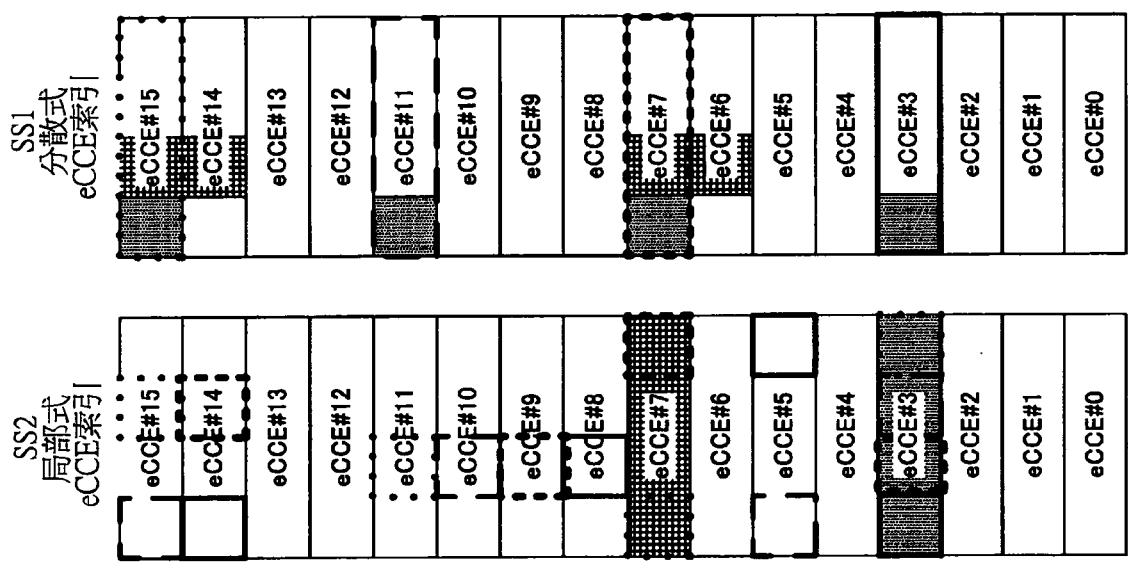 SS1
分散式
eCCE索引
eCCE#15
eCCE#14
eCCE#13
eCCE#12
eCCE#11
eCCE#10
eCCE#9
eCCE#8
eCCE#7
eCCE#6
eCCE#5
eCCE#4
eCCE#3
eCCE#2
eCCE#1
eCCE#0
SS2
局部式
eCCE索引
eCCE#15
eCCE#14
eCCE#13
eCCE#12
eCCE#11
eCCE#10
eCCE#9
eCCE#8
eCCE#7
eCCE#6
eCCE#5
eCCE#4
eCCE#3
eCCE#2
eCCE#1
eCCE#0